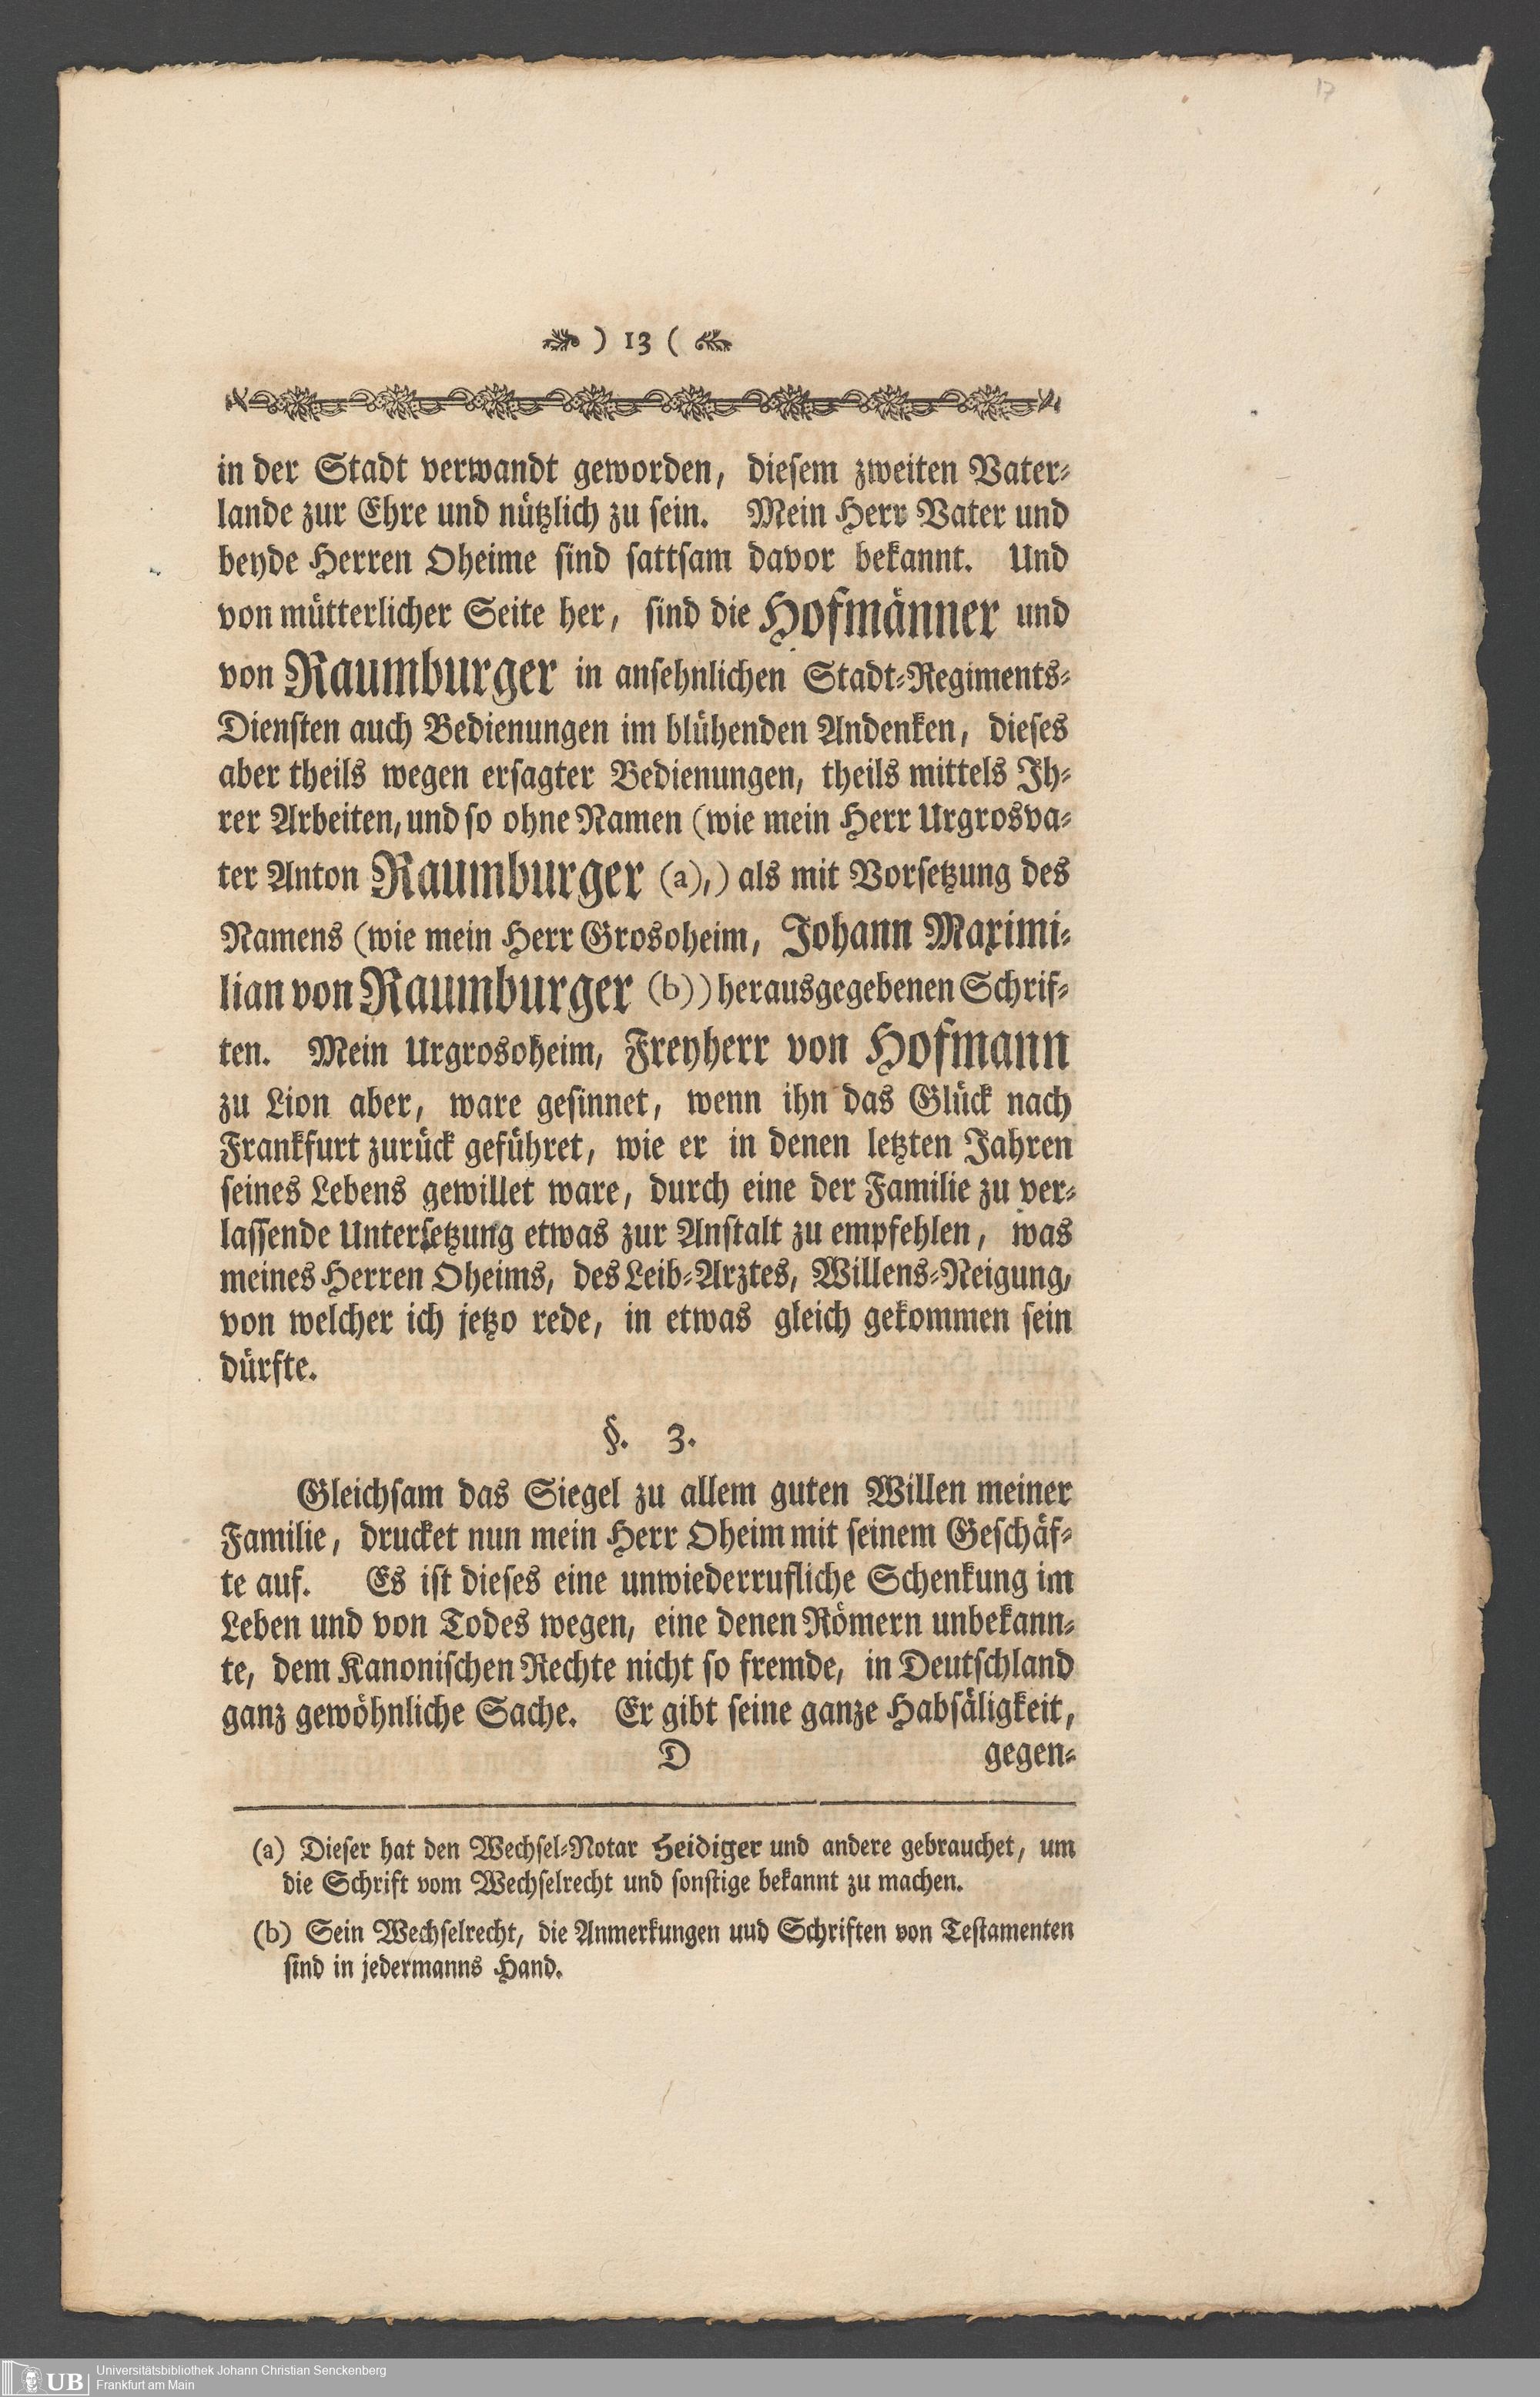 17
) 13 (
in der Stadt verwandt geworden, diesem zweiten Vater-
lande zur Ehre und nützlich zu sein. Mein Herr Vater und
beyde Herren Oheime sind sattsam davor bekannt. Und
von mütterlicher Seite her, sind die Hofmänner und
von Raumburger in ansehnlichen Stadt-Regiments-
Diensten auch Bedienungen im blühenden Andenken, dieses
aber theils wegen ersagter Bedienungen, theils mittels Ih-
rer Arbeiten, und so ohne Namen (wie mein Herr Urgrosva-
ter Anton Raumburger (a),) als mit Vorsetzung des
Namens (wie mein Herr Grosoheim, Johann Maximi-
lian von Raumburger (b)) herausgegebenen Schrif-
ten. Mein Urgrosoheim, Freyherr von Hofmann
zu Lion aber, ware gesinnet, wenn ihn das Glück nach
Frankfurt zurück geführet, wie er in denen letzten Jahren
seines Lebens gewillet ware, durch eine der Familie zu ver-
lassende Untersetzung etwas zur Anstalt zu empfehlen, was
meines Herren Oheims, des Leib-Arztes, Willens-Neigung,
von welcher ich jetzo rede, in etwas gleich gekommen sein
dürfte.
§. 3.
Gleichsam das Siegel zu allem guten Willen meiner
Familie, drucket nun mein Herr Oheim mit seinem Geschäf-
te auf. Es ist dieses eine unwiederrufliche Schenkung im
Leben und von Todes wegen, eine denen Römern unbekann-
te, dem Kanonischen Rechte nicht so fremde, in Deutschland
ganz gewöhnliche Sache. Er gibt seine ganze Habsäligkeit,
D gegen-
(a) Dieser hat den Wechsel-Notar Heidiger und andere gebrauchet, um
die Schrift vom Wechselrecht und sonstige bekannt zu machen.
(b) Sein Wechselrecht, die Anmerkungen uud Schriften von Testamenten
sind in jedermanns Hand.
UB Universitätsbibliothek Johann Christian Senckenberg
Frankfurt am Main